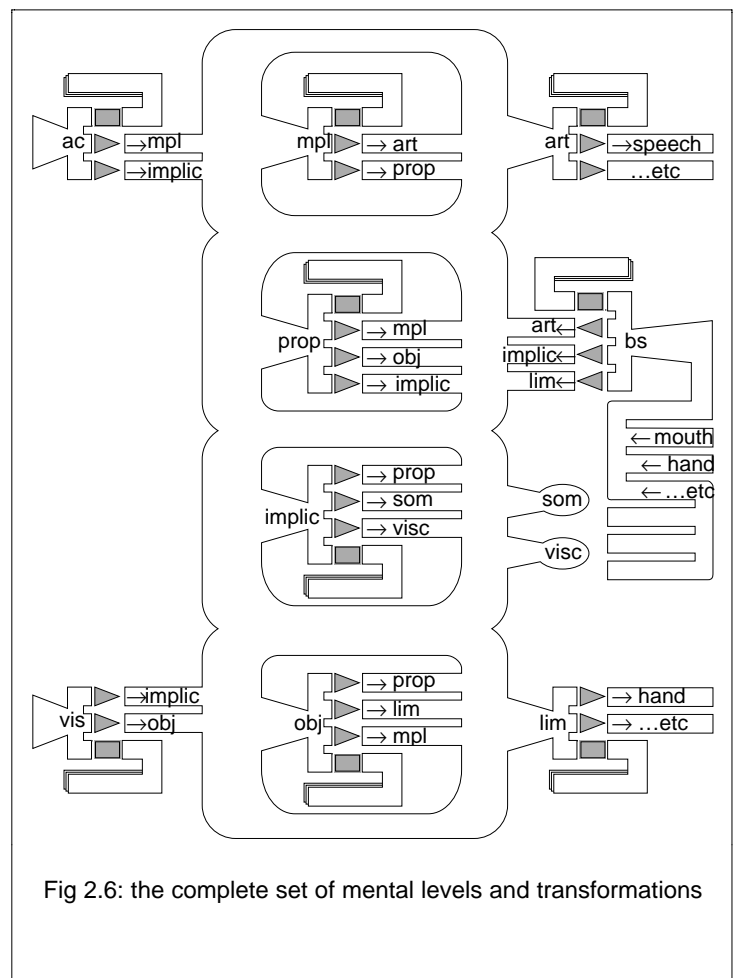 ac
→mpl
→implic
mpl
→ art
→ prop
art
→speech
…etc
prop
→ mpl
→ obj
→ implic
art←
implic←
lim←
bs
← mouth
← hand
← …etc
implic
→ prop
→ som
→ visc
som
visc
vis
→implic
→obj
obj
→ prop
→ lim
→ mpl
lim
→ hand
→ …etc
Fig 2.6: the complete set of mental levels and transformations